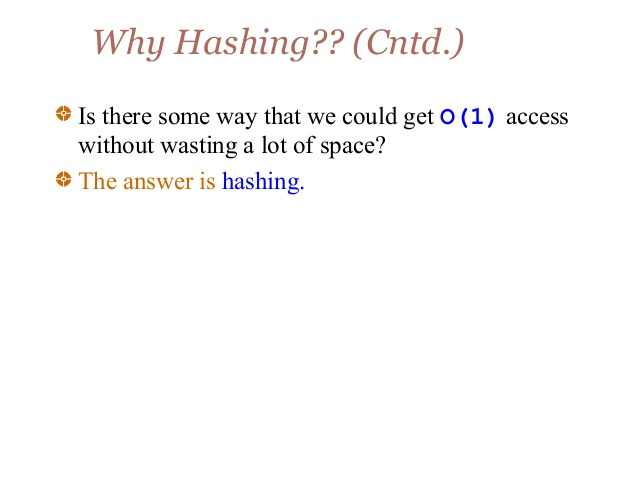 Why Hashing?? (Cntd.)
Is there some way that we could get O(1) access
without wasting a lot of space?
The answer is hashing.